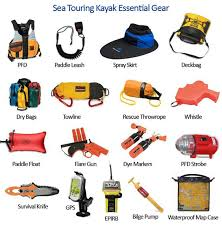 Sea Touring Kayak Essential Gear
PFD
Paddle Leash
Spray Skirt
Deckbag
Dry Bags
Towline
Rescue Throwrope
Whistle
Paddle Float
Flare Gun
Dye Markers
PFD Strobe
Survival Knife
GPS
EPIRB
Bilge Pump
Waterproof Map Case